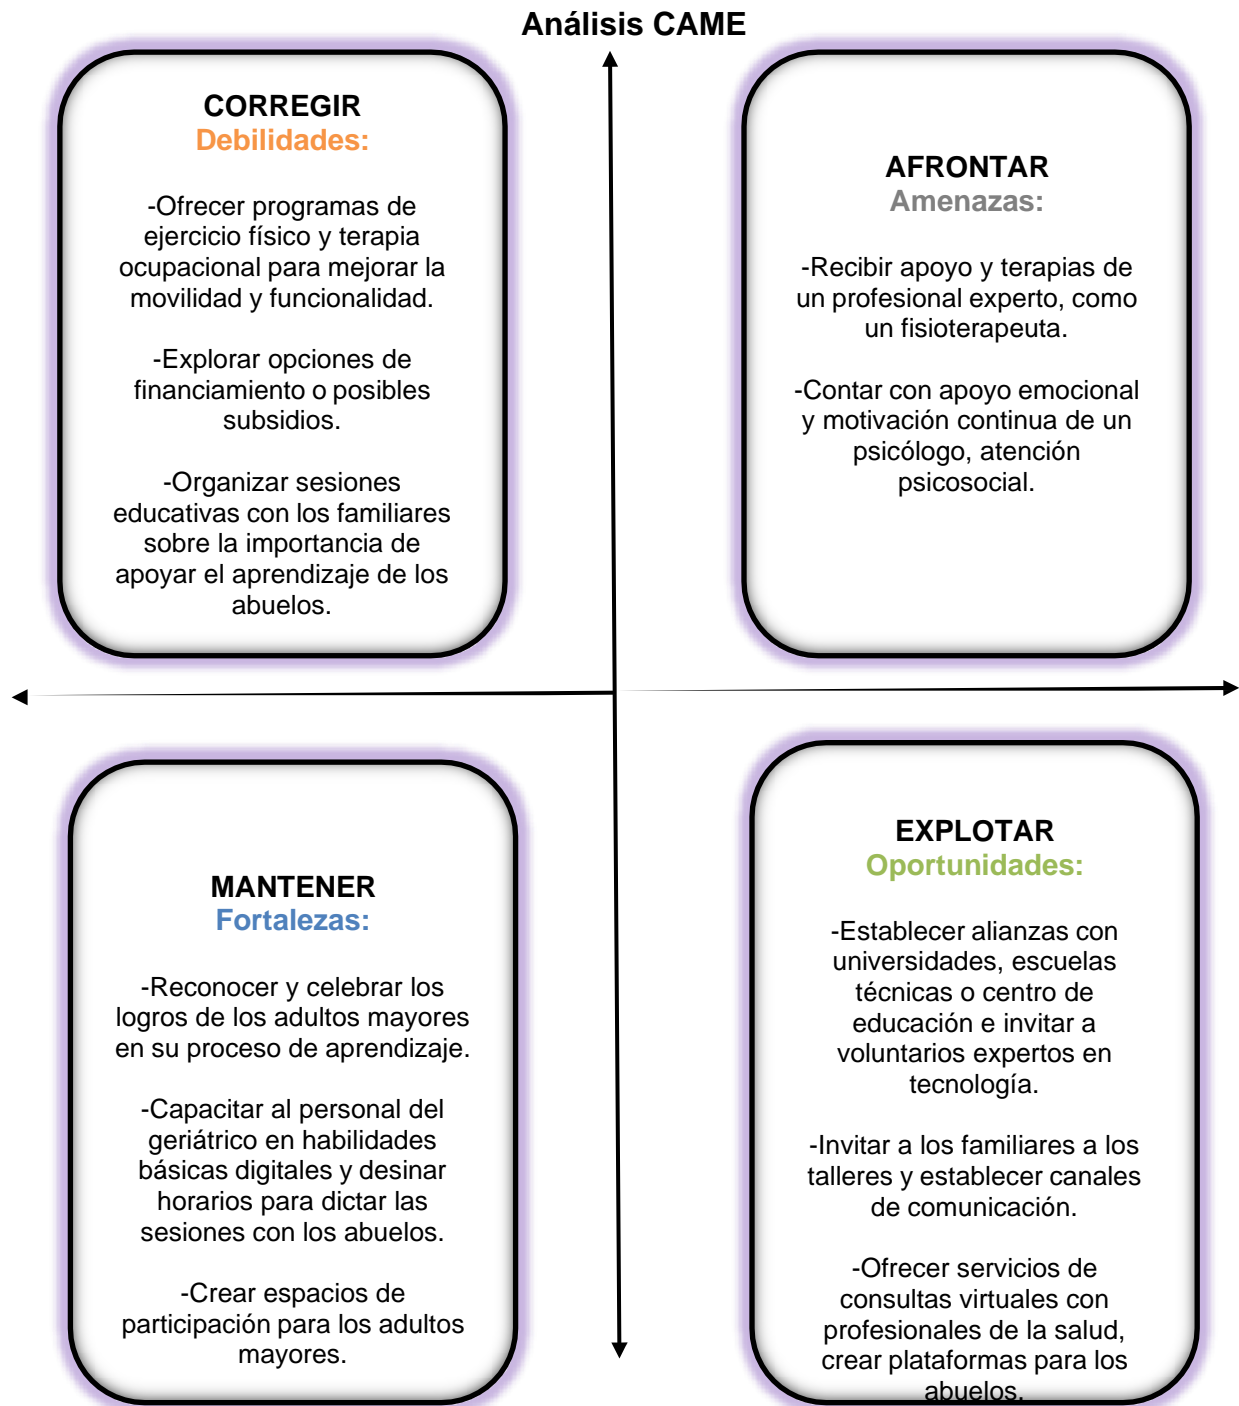 Análisis CAME
CORREGIR
Debilidades:
-Ofrecer programas de
ejercicio físico y terapia
ocupacional para mejorar la
movilidad y funcionalidad.
-Explorar opciones de
financiamiento o posibles
subsidios.
-Organizar sesiones
educativas con los familiares
sobre la importancia de
apoyar el aprendizaje de los
abuelos.
AFRONTAR
Amenazas:
-Recibir apoyo y terapias de
un profesional experto, como
un fisioterapeuta.
-Contar con apoyo emocional
y motivación continua de un
psicólogo, atención
psicosocial.
MANTENER
Fortalezas:
-Reconocer y celebrar los
logros de los adultos mayores
en su proceso de aprendizaje.
-Capacitar al personal del
geriátrico en habilidades
básicas digitales y desinar
horarios para dictar las
sesiones con los abuelos.
-Crear espacios de
participación para los adultos
mayores.
EXPLOTAR
Oportunidades:
-Establecer alianzas con
universidades, escuelas
técnicas o centro de
educación e invitar a
voluntarios expertos en
tecnología.
-Invitar a los familiares a los
talleres y establecer canales
de comunicación.
-Ofrecer servicios de
consultas virtuales con
profesionales de la salud,
crear plataformas para los
abuelos.